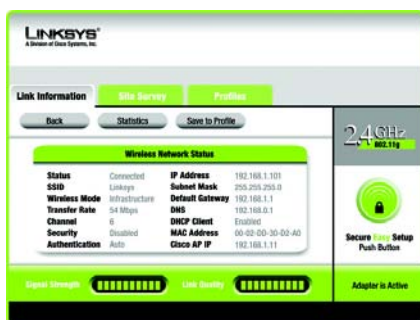 LINKSYS®
A Division of Cisco Systems, Inc.
Link Information Site Survey Profiles
Back Statistics Save to Profile
2.4GHz
802.11g
Wireless Network Status
Status Connected
SSID Linksys
Wireless Mode Infrastructure
Transfer Rate 54 Mbps
Channel 6
Security Disabled
Authentication Auto
IP Address 192.168.1.101
Subnet Mask 255.255.255.0
Default Gateway 192.168.1.1
DNS 192.168.0.1
DHCP Client Enabled
MAC Address 00-02-DD-30-D2-A0
Cisco AP IP 192.168.1.11
Secure Easy Setup
Push Button
Signal Strength Link Quality
Adapter is Active